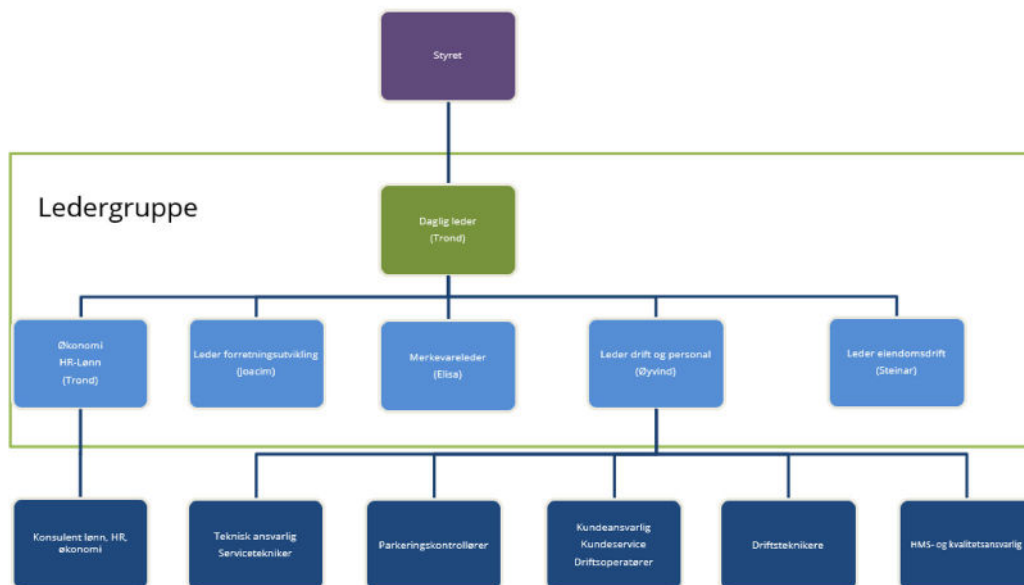 Styret
Ledergruppe
Daglig leder
(Trond)
Økonomi
HR-Lønn
(Trond)
Leder forretningsutvikling
(Joacim)
Merkevareleder
(Elisa)
Leder drift og personal
(Øyvind)
Leder eiendomsdrift
(Steinar)
Konsulent lønn, HR,
økonomi
Teknisk ansvarlig
Servicetekniker
Parkeringskontrollører
Kundeansvarlig
Kundeservice
Driftsoperatører
Driftsteknikere
HMS- og kvalitetsansvarlig